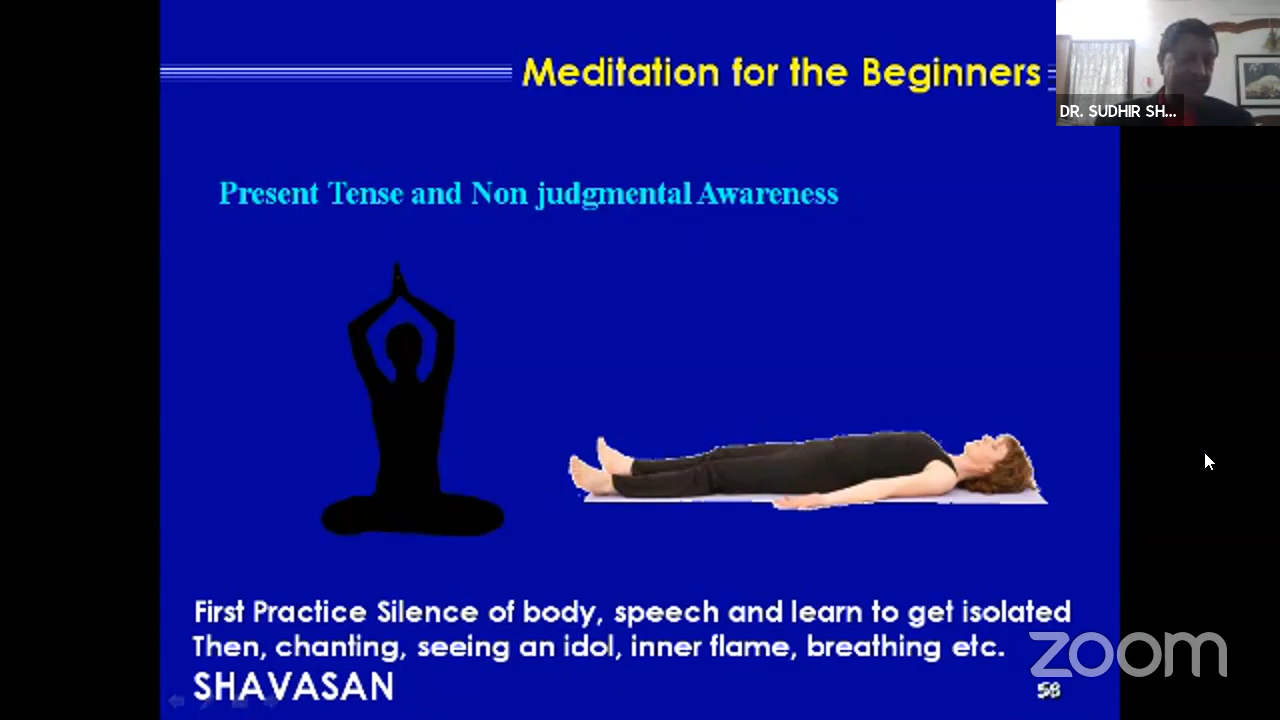 Meditation for the Beginners
DR. SUDHIR SH...
Present Tense and Non judgmental Awareness
First Practice Silence of body, speech and learn to get isolated
Then, chanting, seeing an idol, inner flame, breathing etc.
SHAVASAN
zoom
58